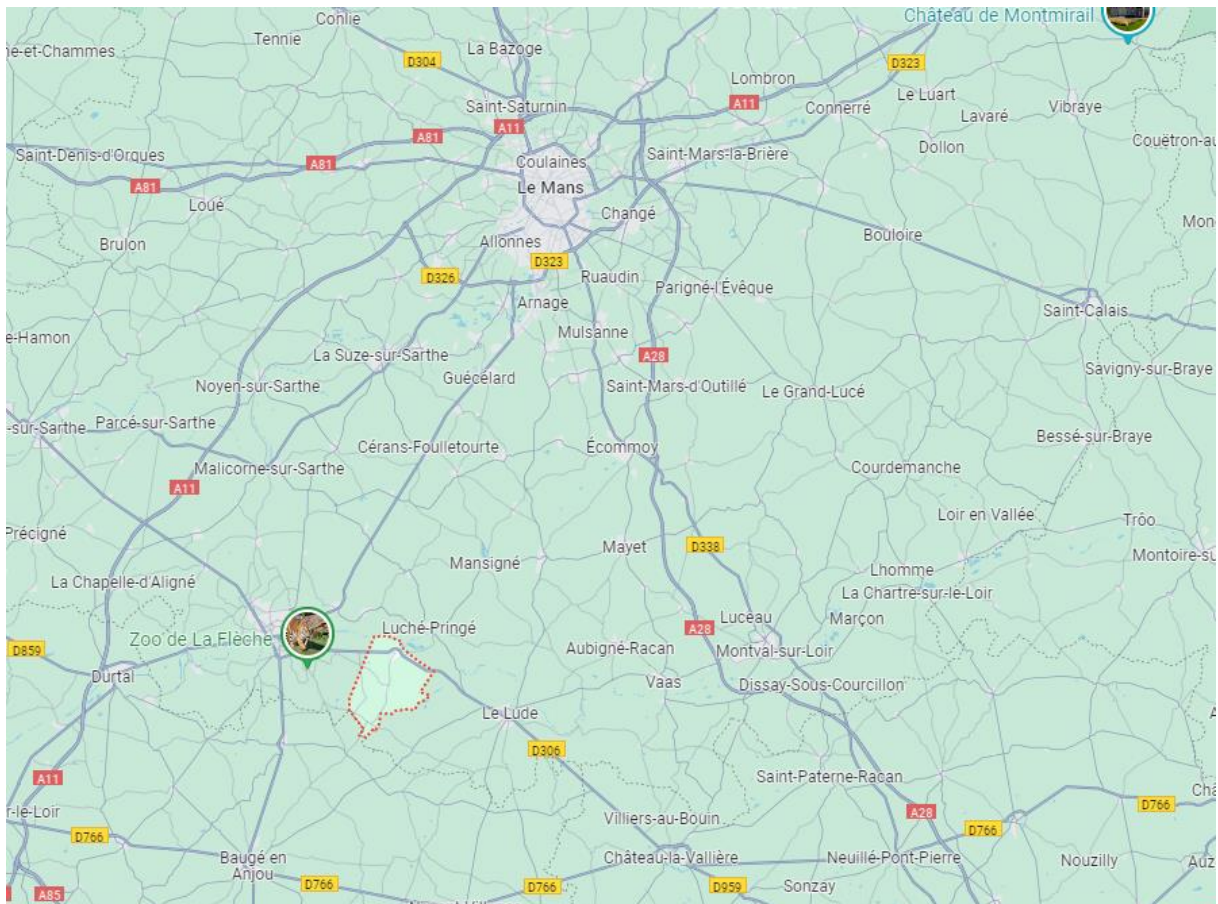 Château de Montmirail
Conlie
Tennie
ne-et-Chammes
La Bazoge
D304
D323
Lombron
A11
Connerré
Le Luart
Lavaré
Vibraye
Saint-Saturnin
A11
A81
Saint-Denis-d'Orques
A81
A81
Coulaines
Saint-Mars-la-Brière
Dollon
Couëtron-au
Le Mans
Loué
Changé
Bouloire
Brulon
Allonnes
D323
D326
Ruaudin
Parigné-l'Évêque
Arnage
Mulsanne
Saint-Calais
e-Hamon
La Suze-sur-Sarthe
A28
Guécélard
Noyen-sur-Sarthe
Saint-Mars-d'Outillé
Le Grand-Lucé
Savigny-sur-Braye
-sur-Sarthe
Parcé-sur-Sarthe
Cérans-Foulletourte
Écommoy
Bessé-sur-Braye
Malicorne-sur-Sarthe
Courdemanche
A11
Loir en Vallée
Trôo
Précigné
Mayet
D338
Montoire-su
Mansigné
Lhomme
La Chapelle-d'Aligné
La Chartre-sur-le-Loir
Zoo de La Flèche
Luché-Pringé
A28
Luceau
Marçon
D859
Aubigné-Racan
Montval-sur-Loir
Durtal
Vaas
Dissay-Sous-Courcillon
Le Lude
D306
A11
Saint-Paterne-Racan
r-le-Loir
Villiers-au-Bouin
A28
D766
D766
Châ
D766
Baugé en
Anjou
Château-la-Vallière
Neuillé-Pont-Pierre
Nouzilly
Auz
A85
D766
D766
D959
Sonzay